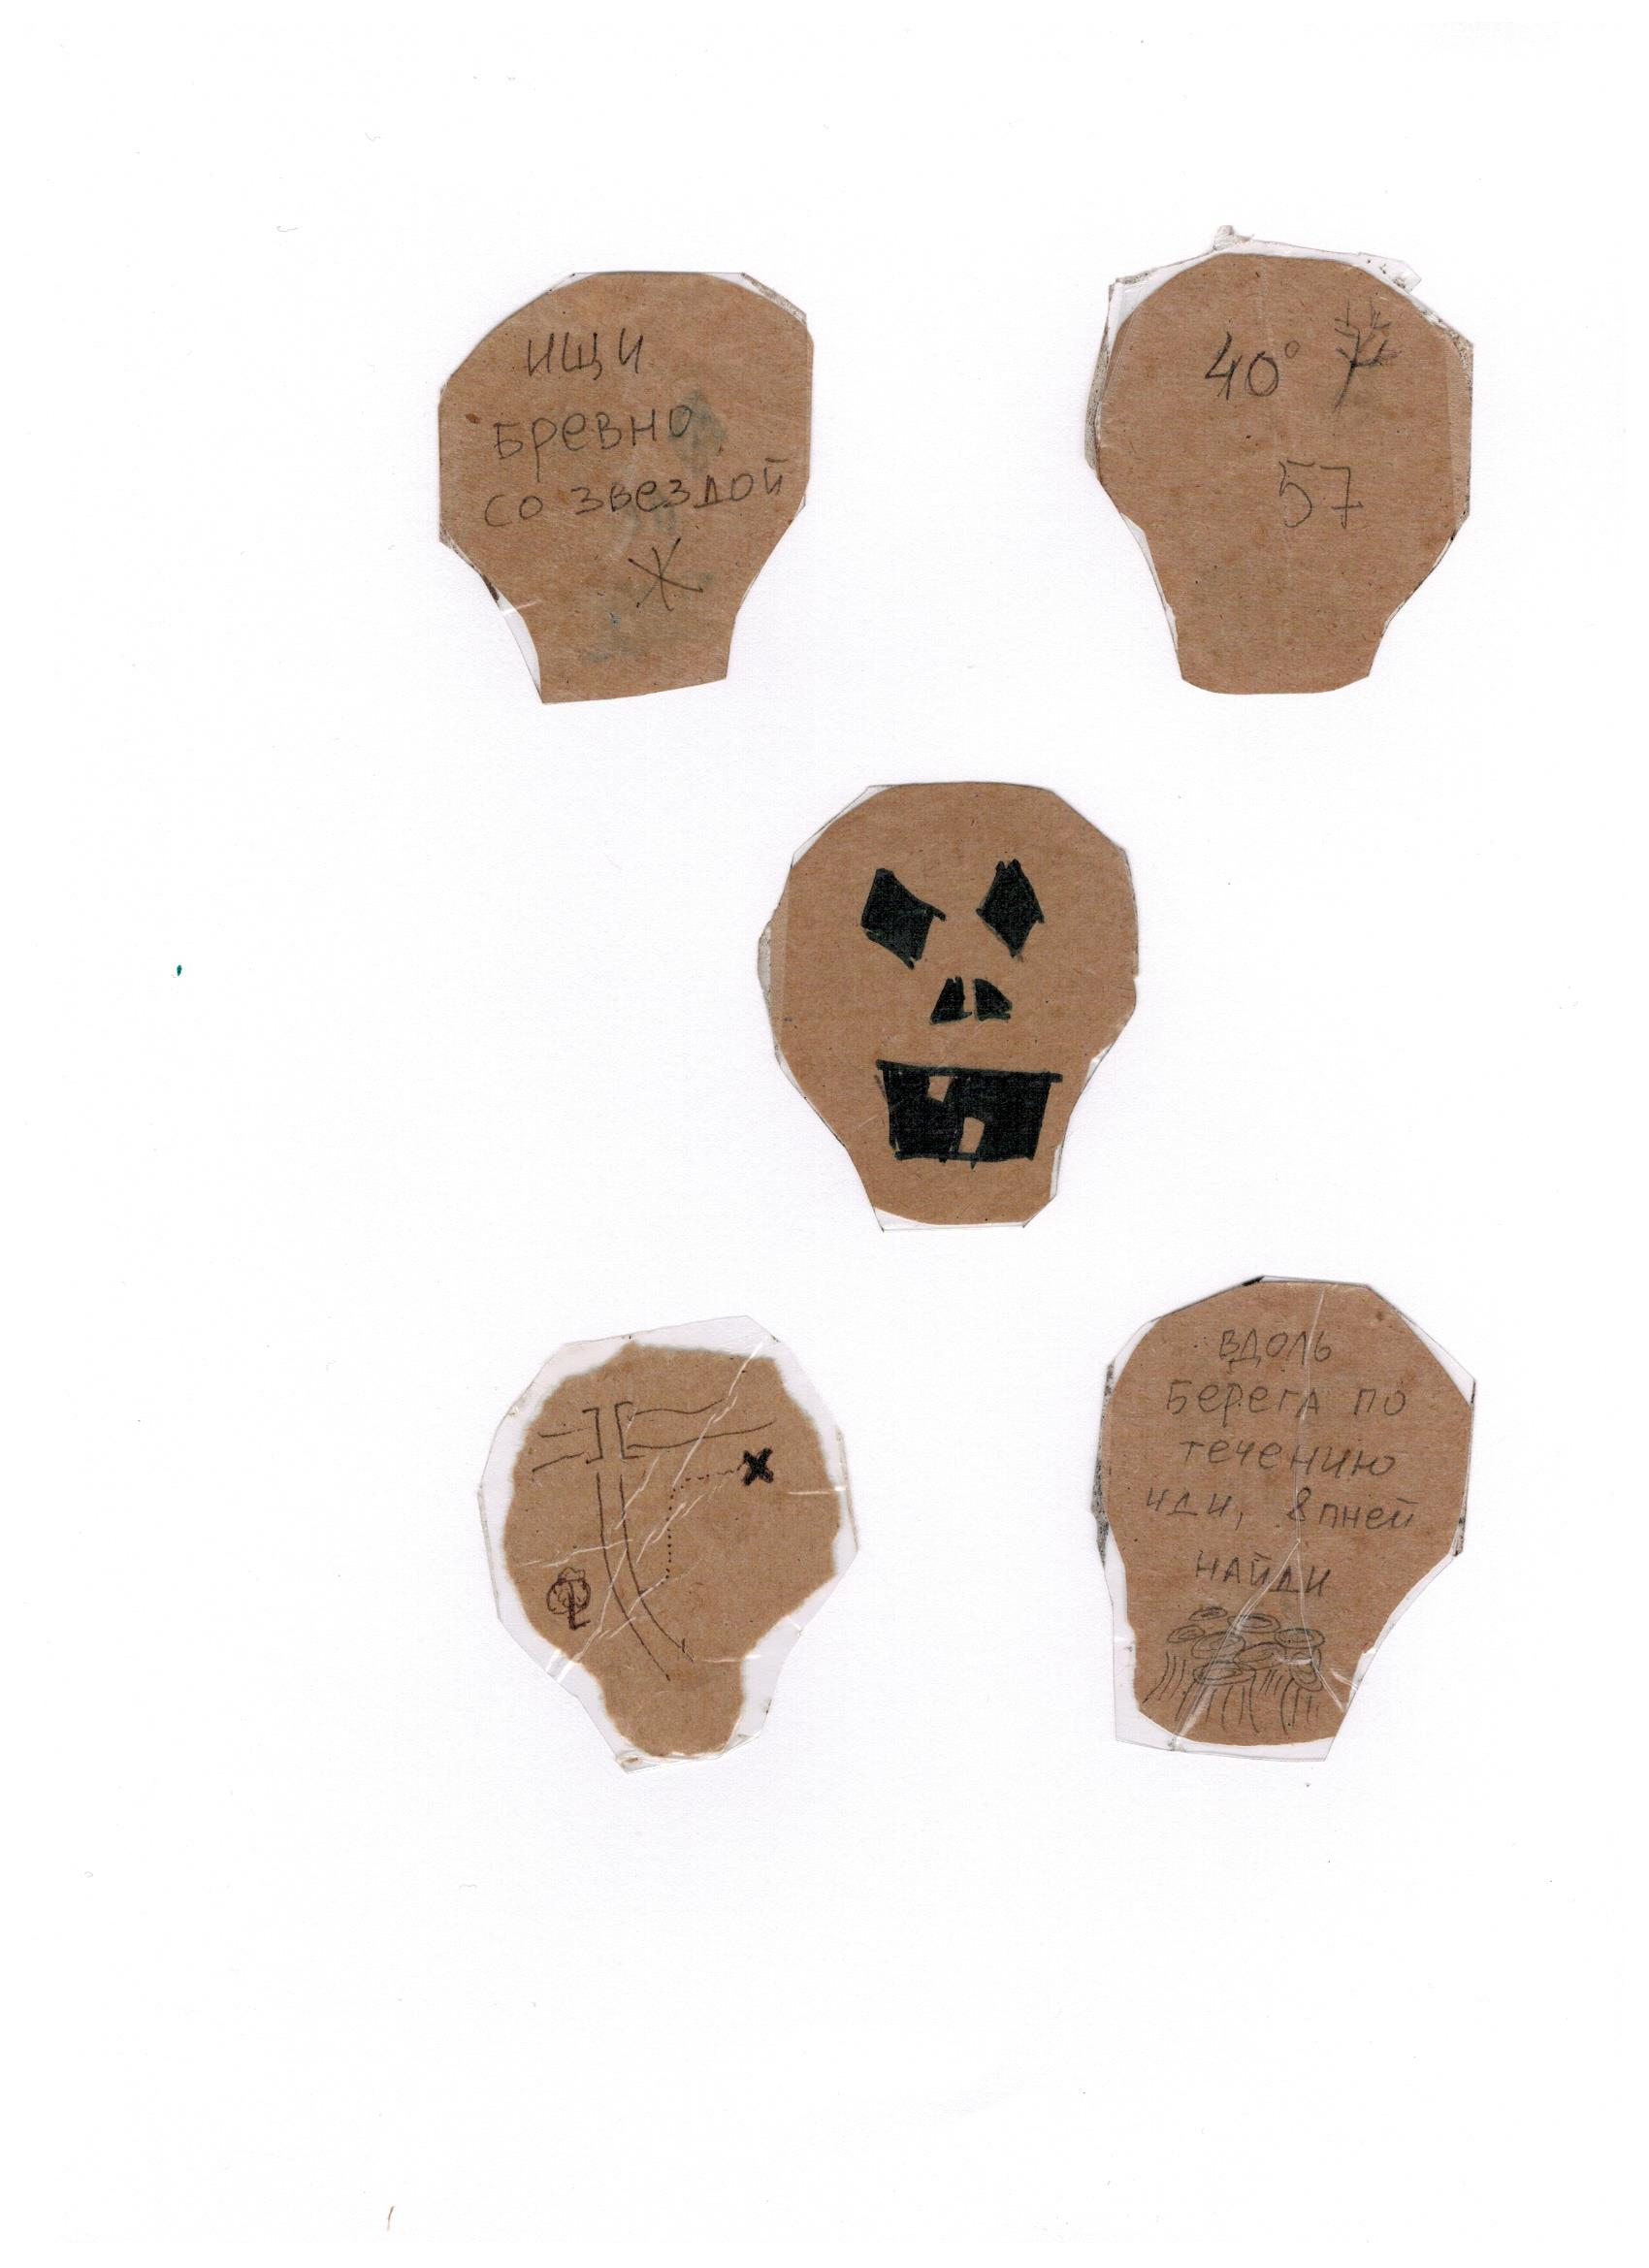 ищи
бревно
со звездой
40°
57
вдоль
берега по
течению
иди, 8 пней
найди